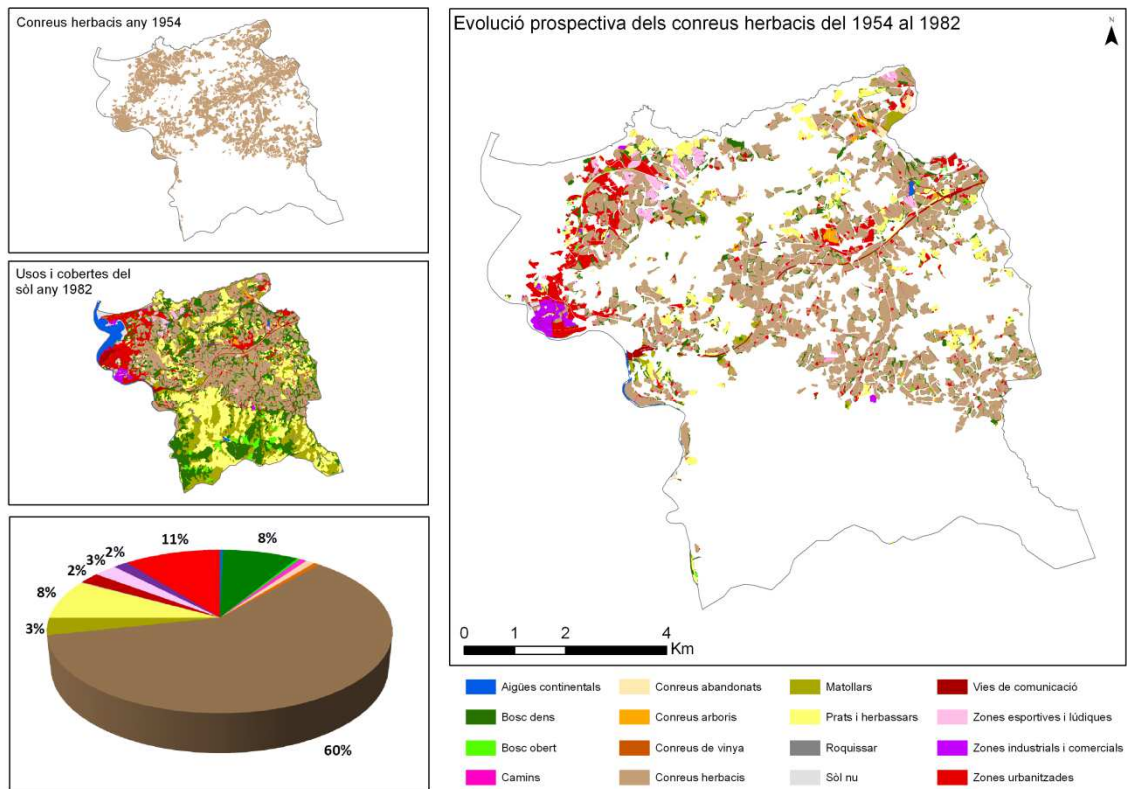 Conreus herbacis any 1954
Evolució prospectiva dels conreus herbacis del 1954 al 1982
N
Usos i cobertes del
sòl any 1982
11%
8%
2%
3%
2%
8%
3%
60%
0 1 2 4
Km
Aigües continentals
Bosc dens
Bosc obert
Camins
Conreus abandonats
Conreus arboris
Conreus de vinya
Conreus herbacis
Matollars
Prats i herbassars
Roquissar
Sòl nu
Vies de comunicació
Zones esportives i lúdiques
Zones industrials i comercials
Zones urbanitzades